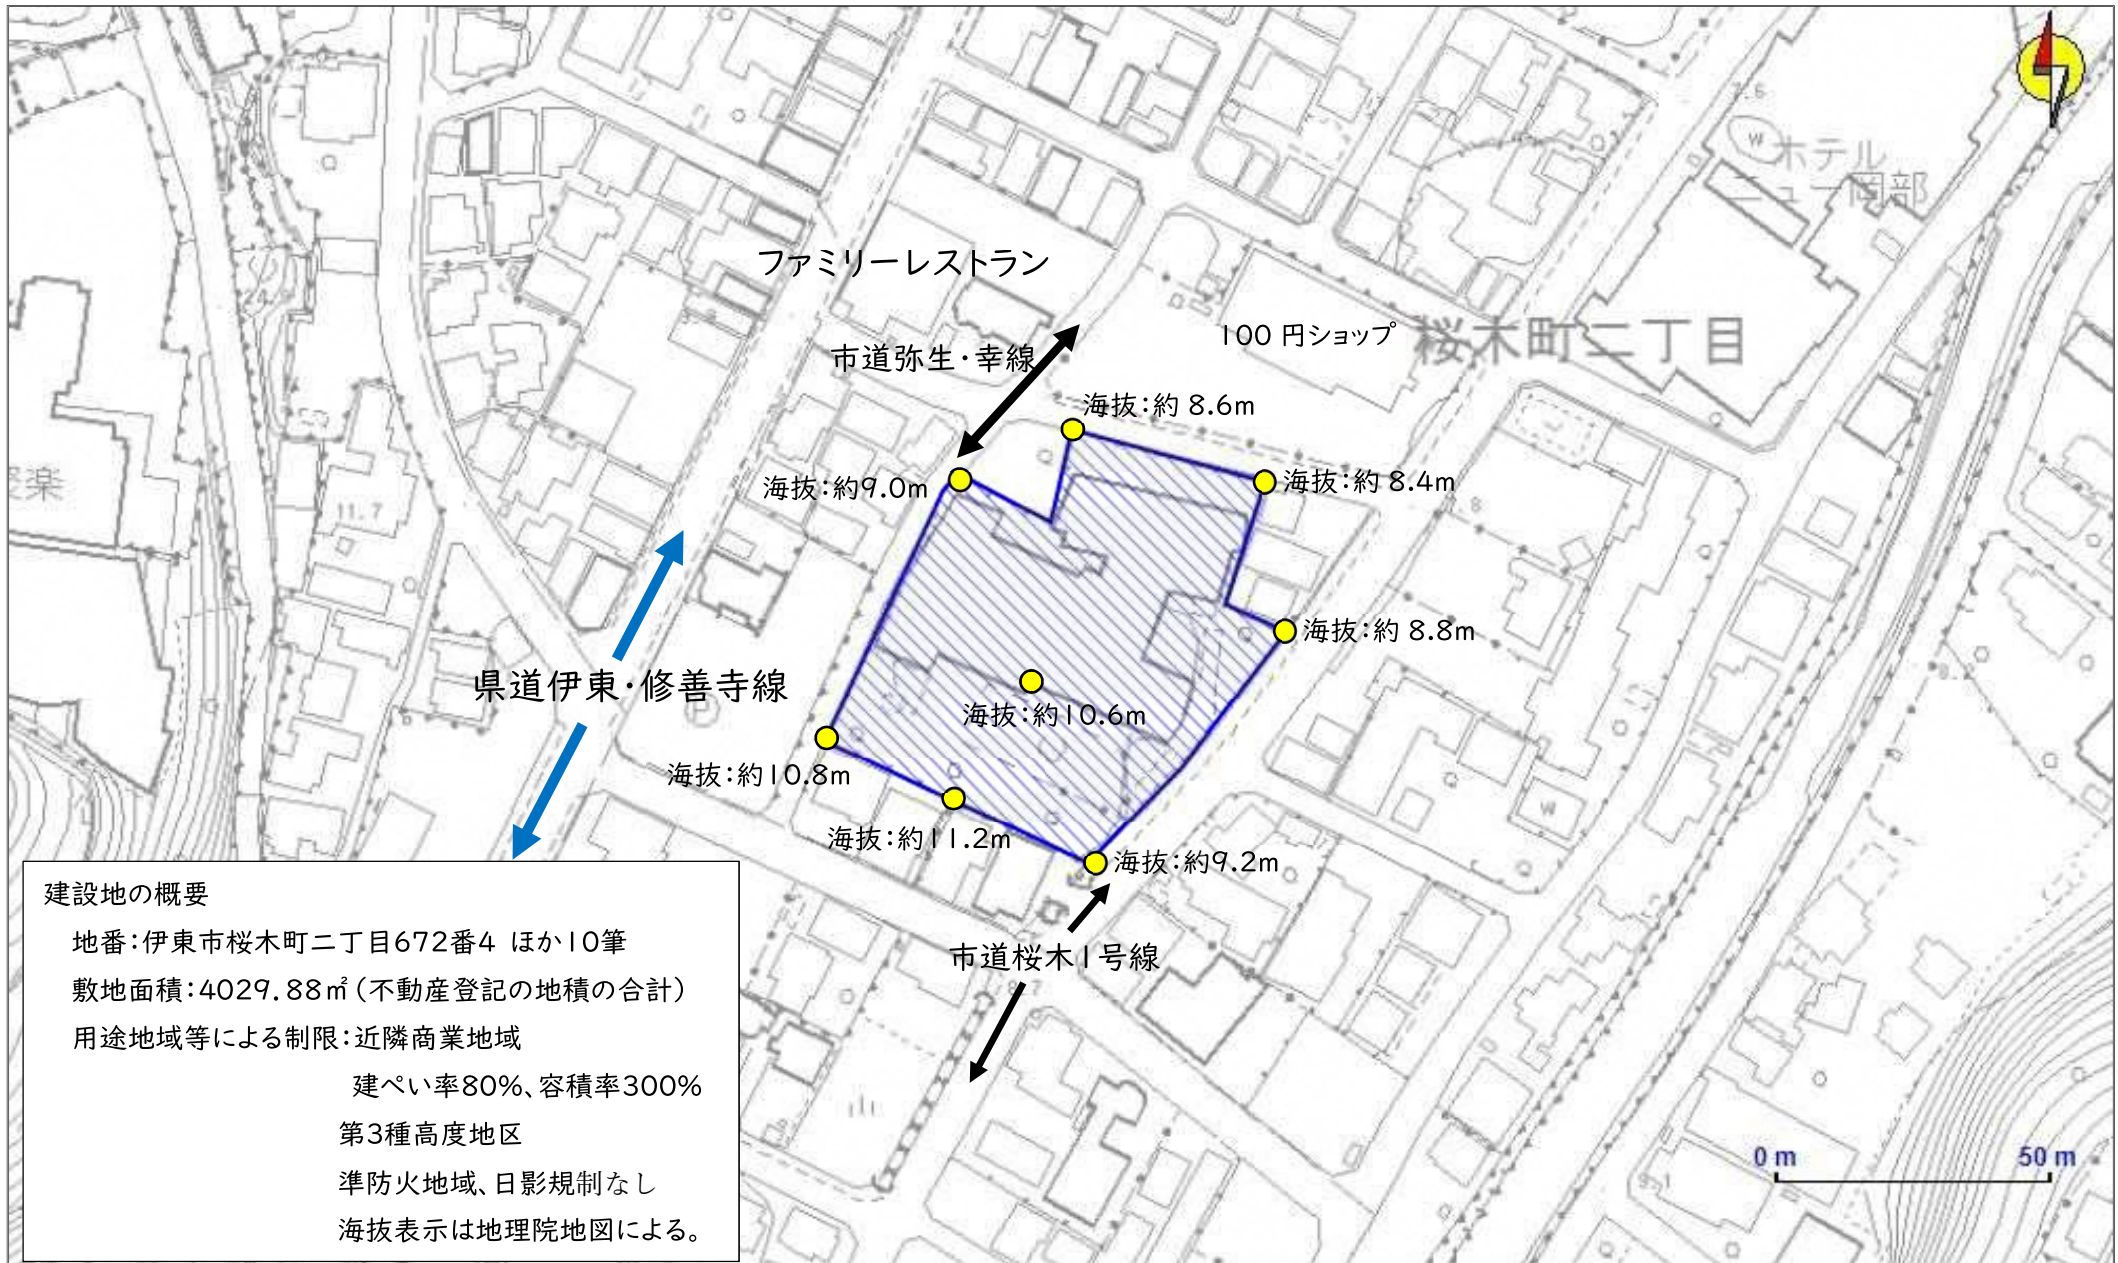 7.6
ホテル
ニュー岡部
24
ファミリーレストラン
100 円ショップ
桜木町二丁目
市道弥生・幸線
海抜：約 8.6m
海抜：約9.0m
海抜：約 8.4m
楽
11.7
海抜：約 8.8m
県道伊東・修善寺線
海抜：約10.6m
海抜：約10.8m
海抜：約11.2m
海抜：約9.2m
市道桜木1号線
建設地の概要
地番：伊東市桜木町二丁目672番4 ほか10筆
敷地面積：4029.88㎡（不動産登記の地積の合計）
用途地域等による制限：近隣商業地域
建ぺい率80%、容積率300%
第3種高度地区
準防火地域、日影規制なし
海抜表示は地理院地図による。
0 m
50 m
9.1